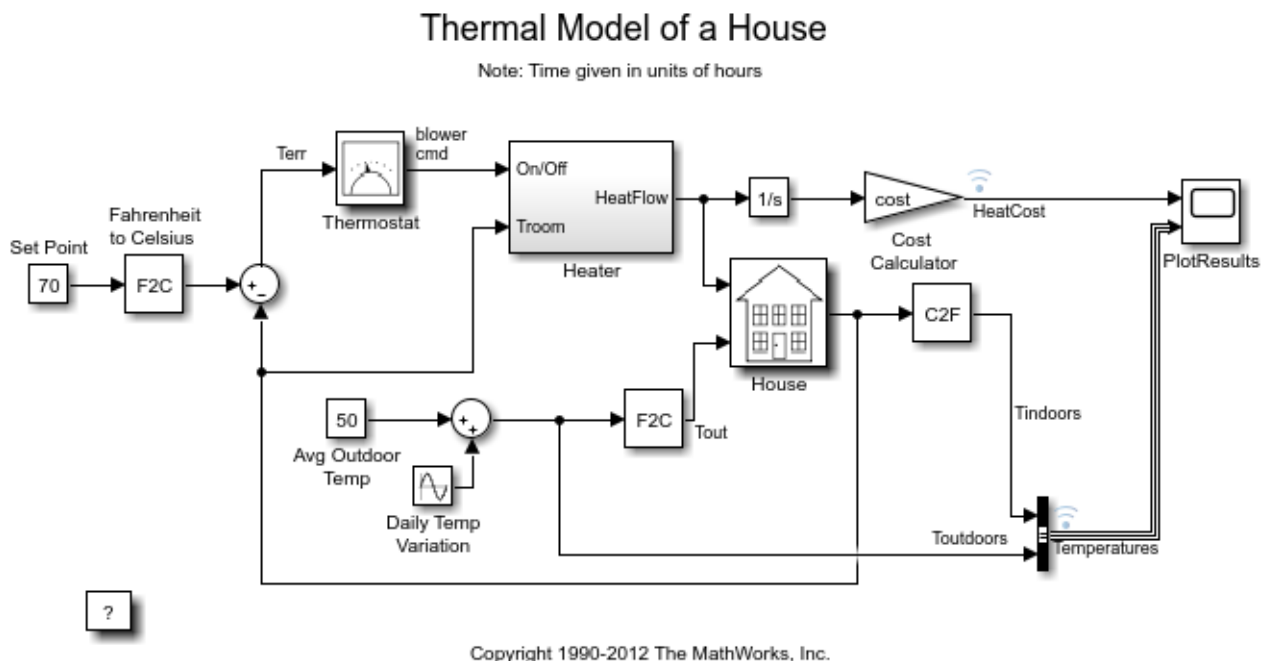 Thermal Model of a House
Note: Time given in units of hours
Terr
blower
cmd
Thermostat
On/Off
Troom
HeatFlow
Heater
1/s
cost
Cost
Calculator
HeatCost
PlotResults
Set Point
70
Fahrenheit
to Celsius
F2C
+
−
House
C2F
Tindoors
50
Avg Outdoor
Temp
+
+
Daily Temp
Variation
F2C
Tout
Toutdoors
Temperatures
?
Copyright 1990-2012 The MathWorks, Inc.